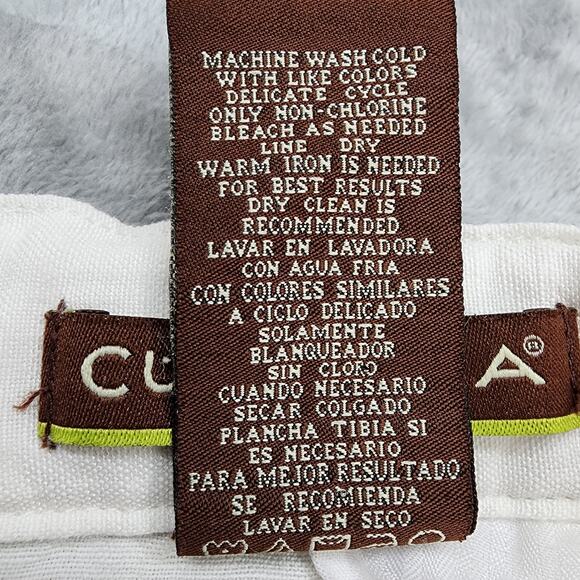 MACHINE WASH COLD
WITH LIKE COLORS
DELICATE CYCLE
ONLY NON-CHLORINE
BLEACH AS NEEDED
LINE DRY
WARM IRON IS NEEDED
FOR BEST RESULTS
DRY CLEAN IS
RECOMMENDED
LAVAR EN LAVADORA
CON AGUA FRIA
CON COLORES SIMILARES
A CICLO DELICADO
SOLAMENTE
BLANQUEADOR
SIN CLORO
CUANDO NECESARIO
SECAR COLGADO
PLANCHA TIBIA SI
ES NECESARIO
PARA MEJOR RESULTADO
SE RECOMIENDA
LAVAR EN SECO
CU A®